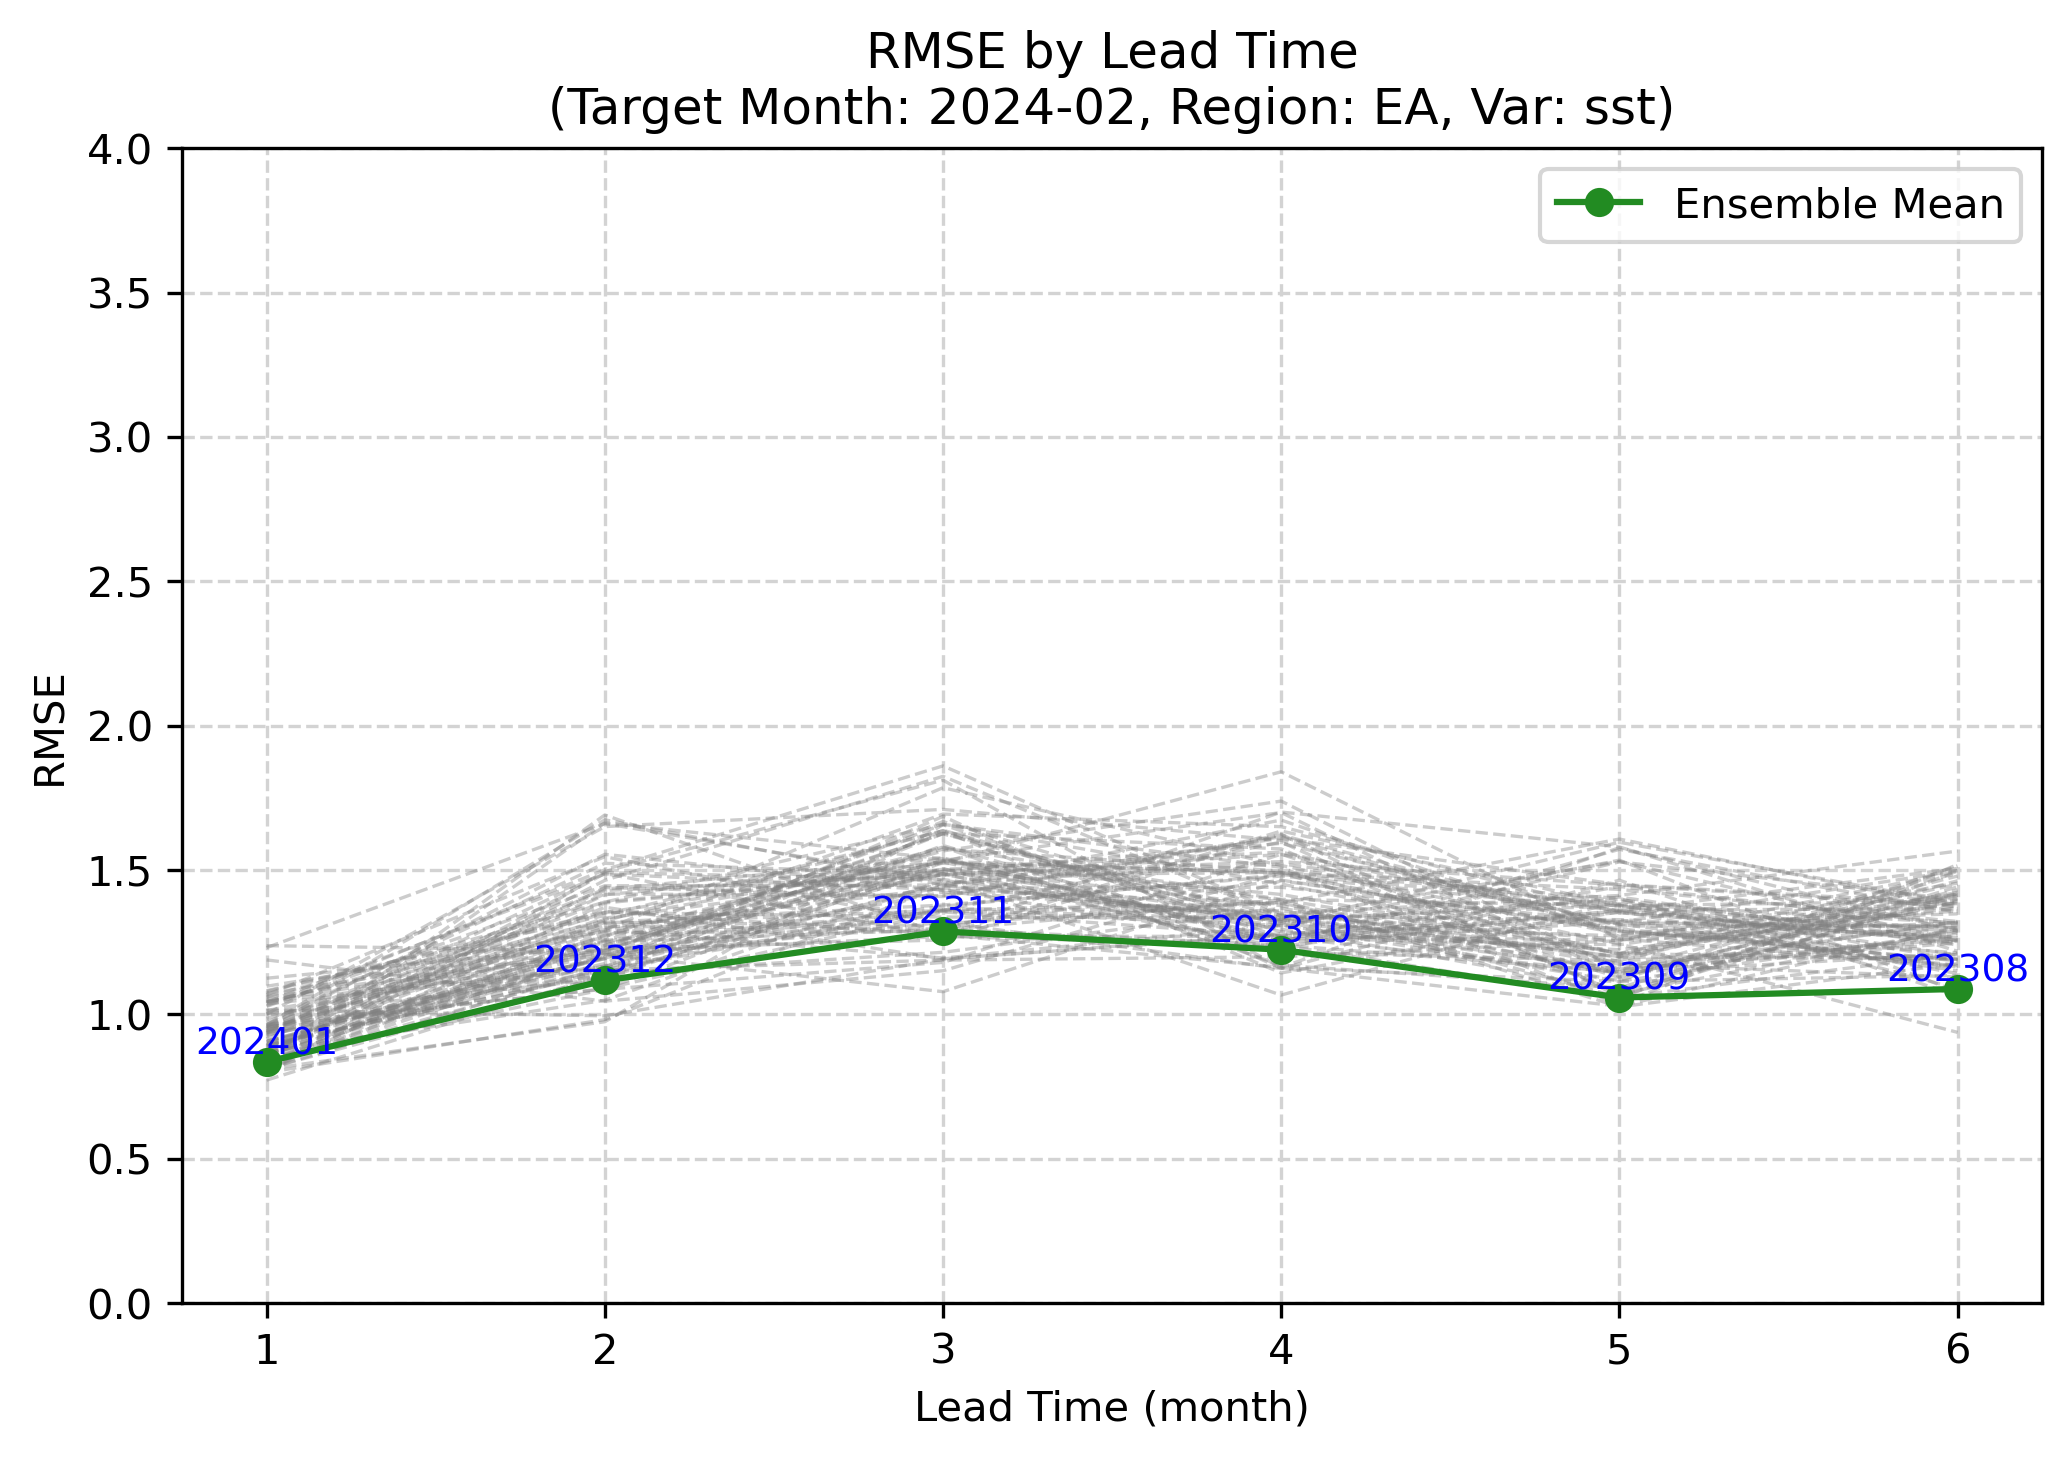 RMSE by Lead Time
(Target Month: 2024-02, Region: EA, Var: sst)
Ensemble Mean
RMSE
4.0
3.5
3.0
2.5
2.0
1.5
1.0
0.5
0.0
202401
202312
202311
202310
202309
202308
1 2 3 4 5 6
Lead Time (month)